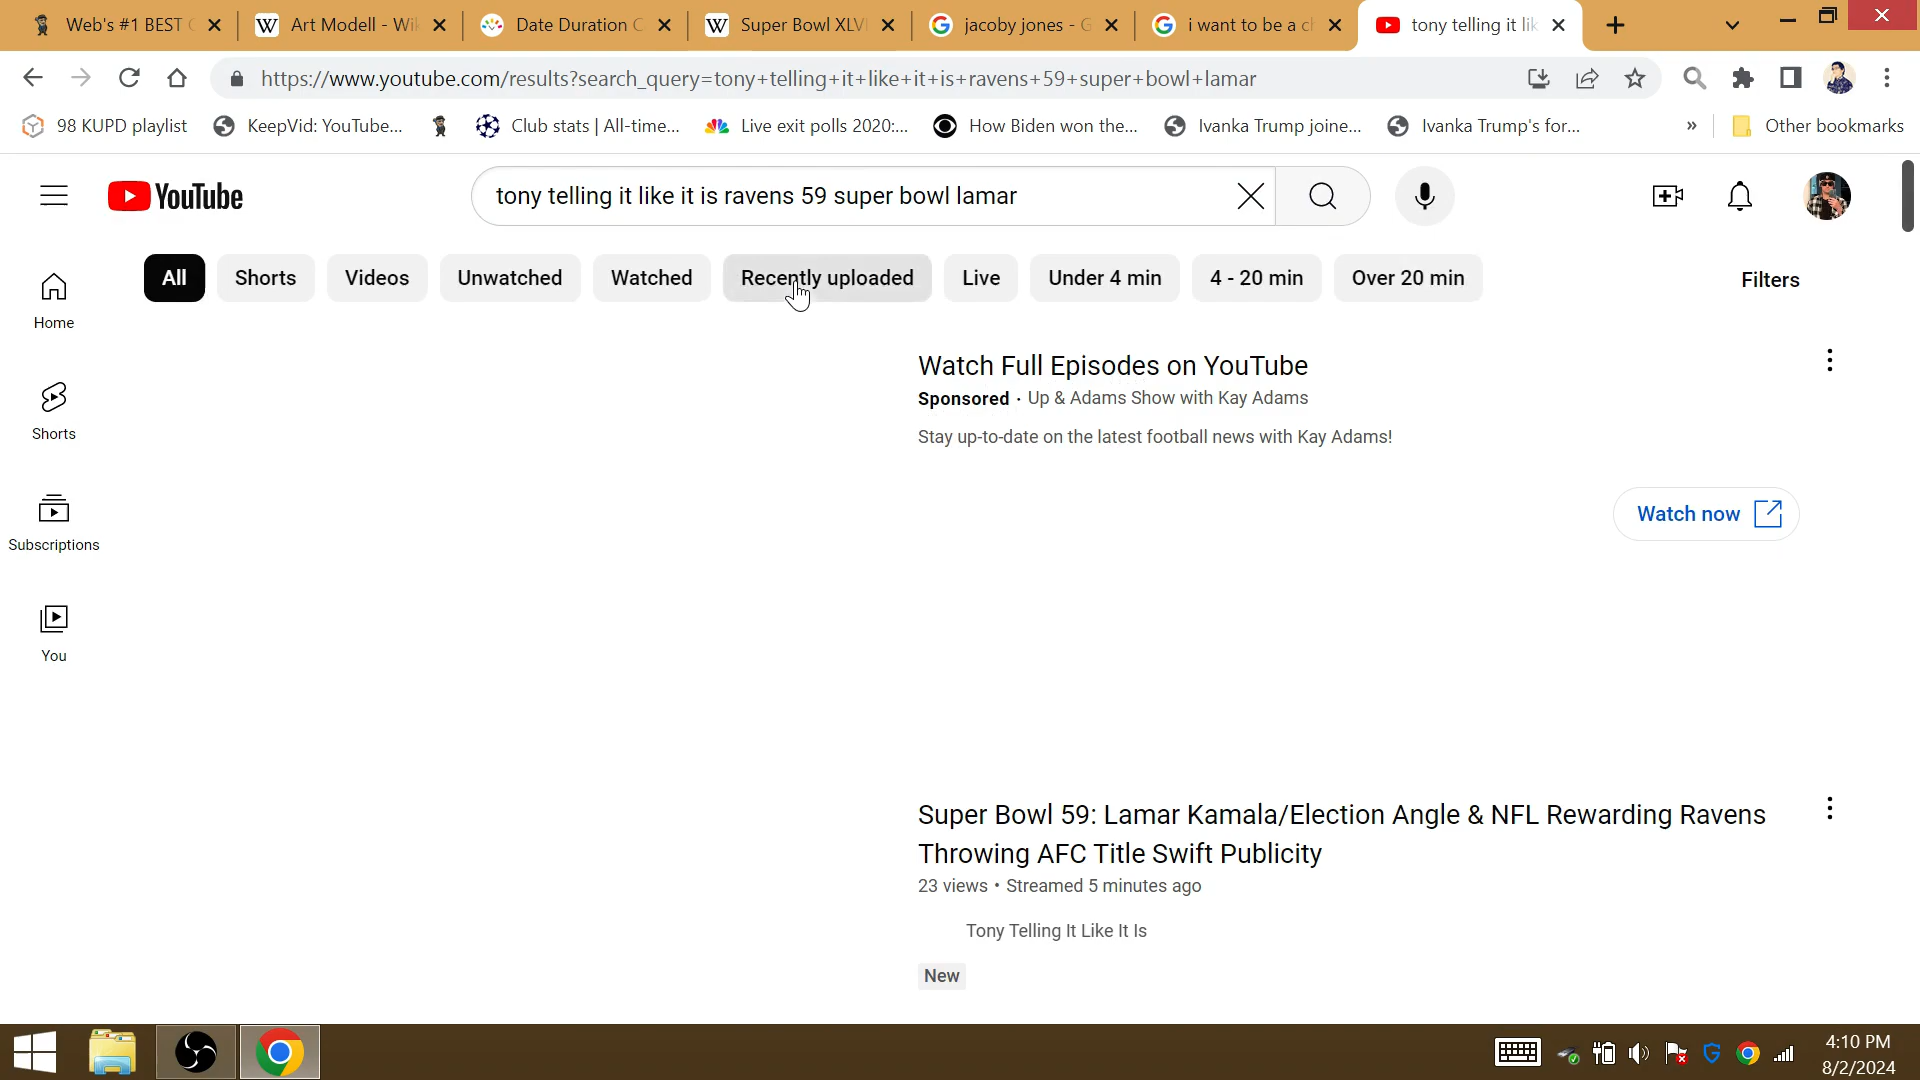 Web's #1 BEST
Art Modell - Wik
Date Duration C
Super Bowl XLVI
jacoby jones - G
i want to be a ch
tony telling it lik
https://www.youtube.com/results?search_query=tony+telling+it+like+it+is+ravens+59+super+bowl+lamar
98 KUPD playlist
KeepVid: YouTube...
Club stats | All-time...
Live exit polls 2020:...
How Biden won the...
Ivanka Trump joine...
Ivanka Trump's for...
»
Other bookmarks
YouTube
tony telling it like it is ravens 59 super bowl lamar
All
Shorts
Videos
Unwatched
Watched
Recently uploaded
Live
Under 4 min
4 - 20 min
Over 20 min
Filters
Home
Shorts
Subscriptions
You
Watch Full Episodes on YouTube
Sponsored · Up & Adams Show with Kay Adams
Stay up-to-date on the latest football news with Kay Adams!
Watch now
Super Bowl 59: Lamar Kamala/Election Angle & NFL Rewarding Ravens
Throwing AFC Title Swift Publicity
23 views • Streamed 5 minutes ago
Tony Telling It Like It Is
New
4:10 PM
8/2/2024